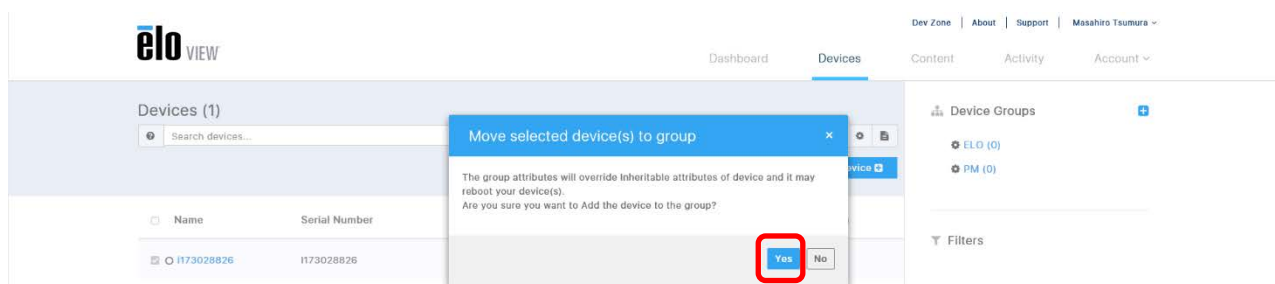 Dev Zone | About | Support | Masahiro Tsumura
ēlo VIEW
Dashboard Devices Content Activity Account
Devices (1)
Search devices...
Move selected device(s) to group ×
The group attributes will override Inheritable attributes of device and it may
reboot your device(s).
Are you sure you want to Add the device to the group?
Yes No
evice
Device Groups
ELO (0)
PM (0)
Filters
Name Serial Number
I173028826 I173028826